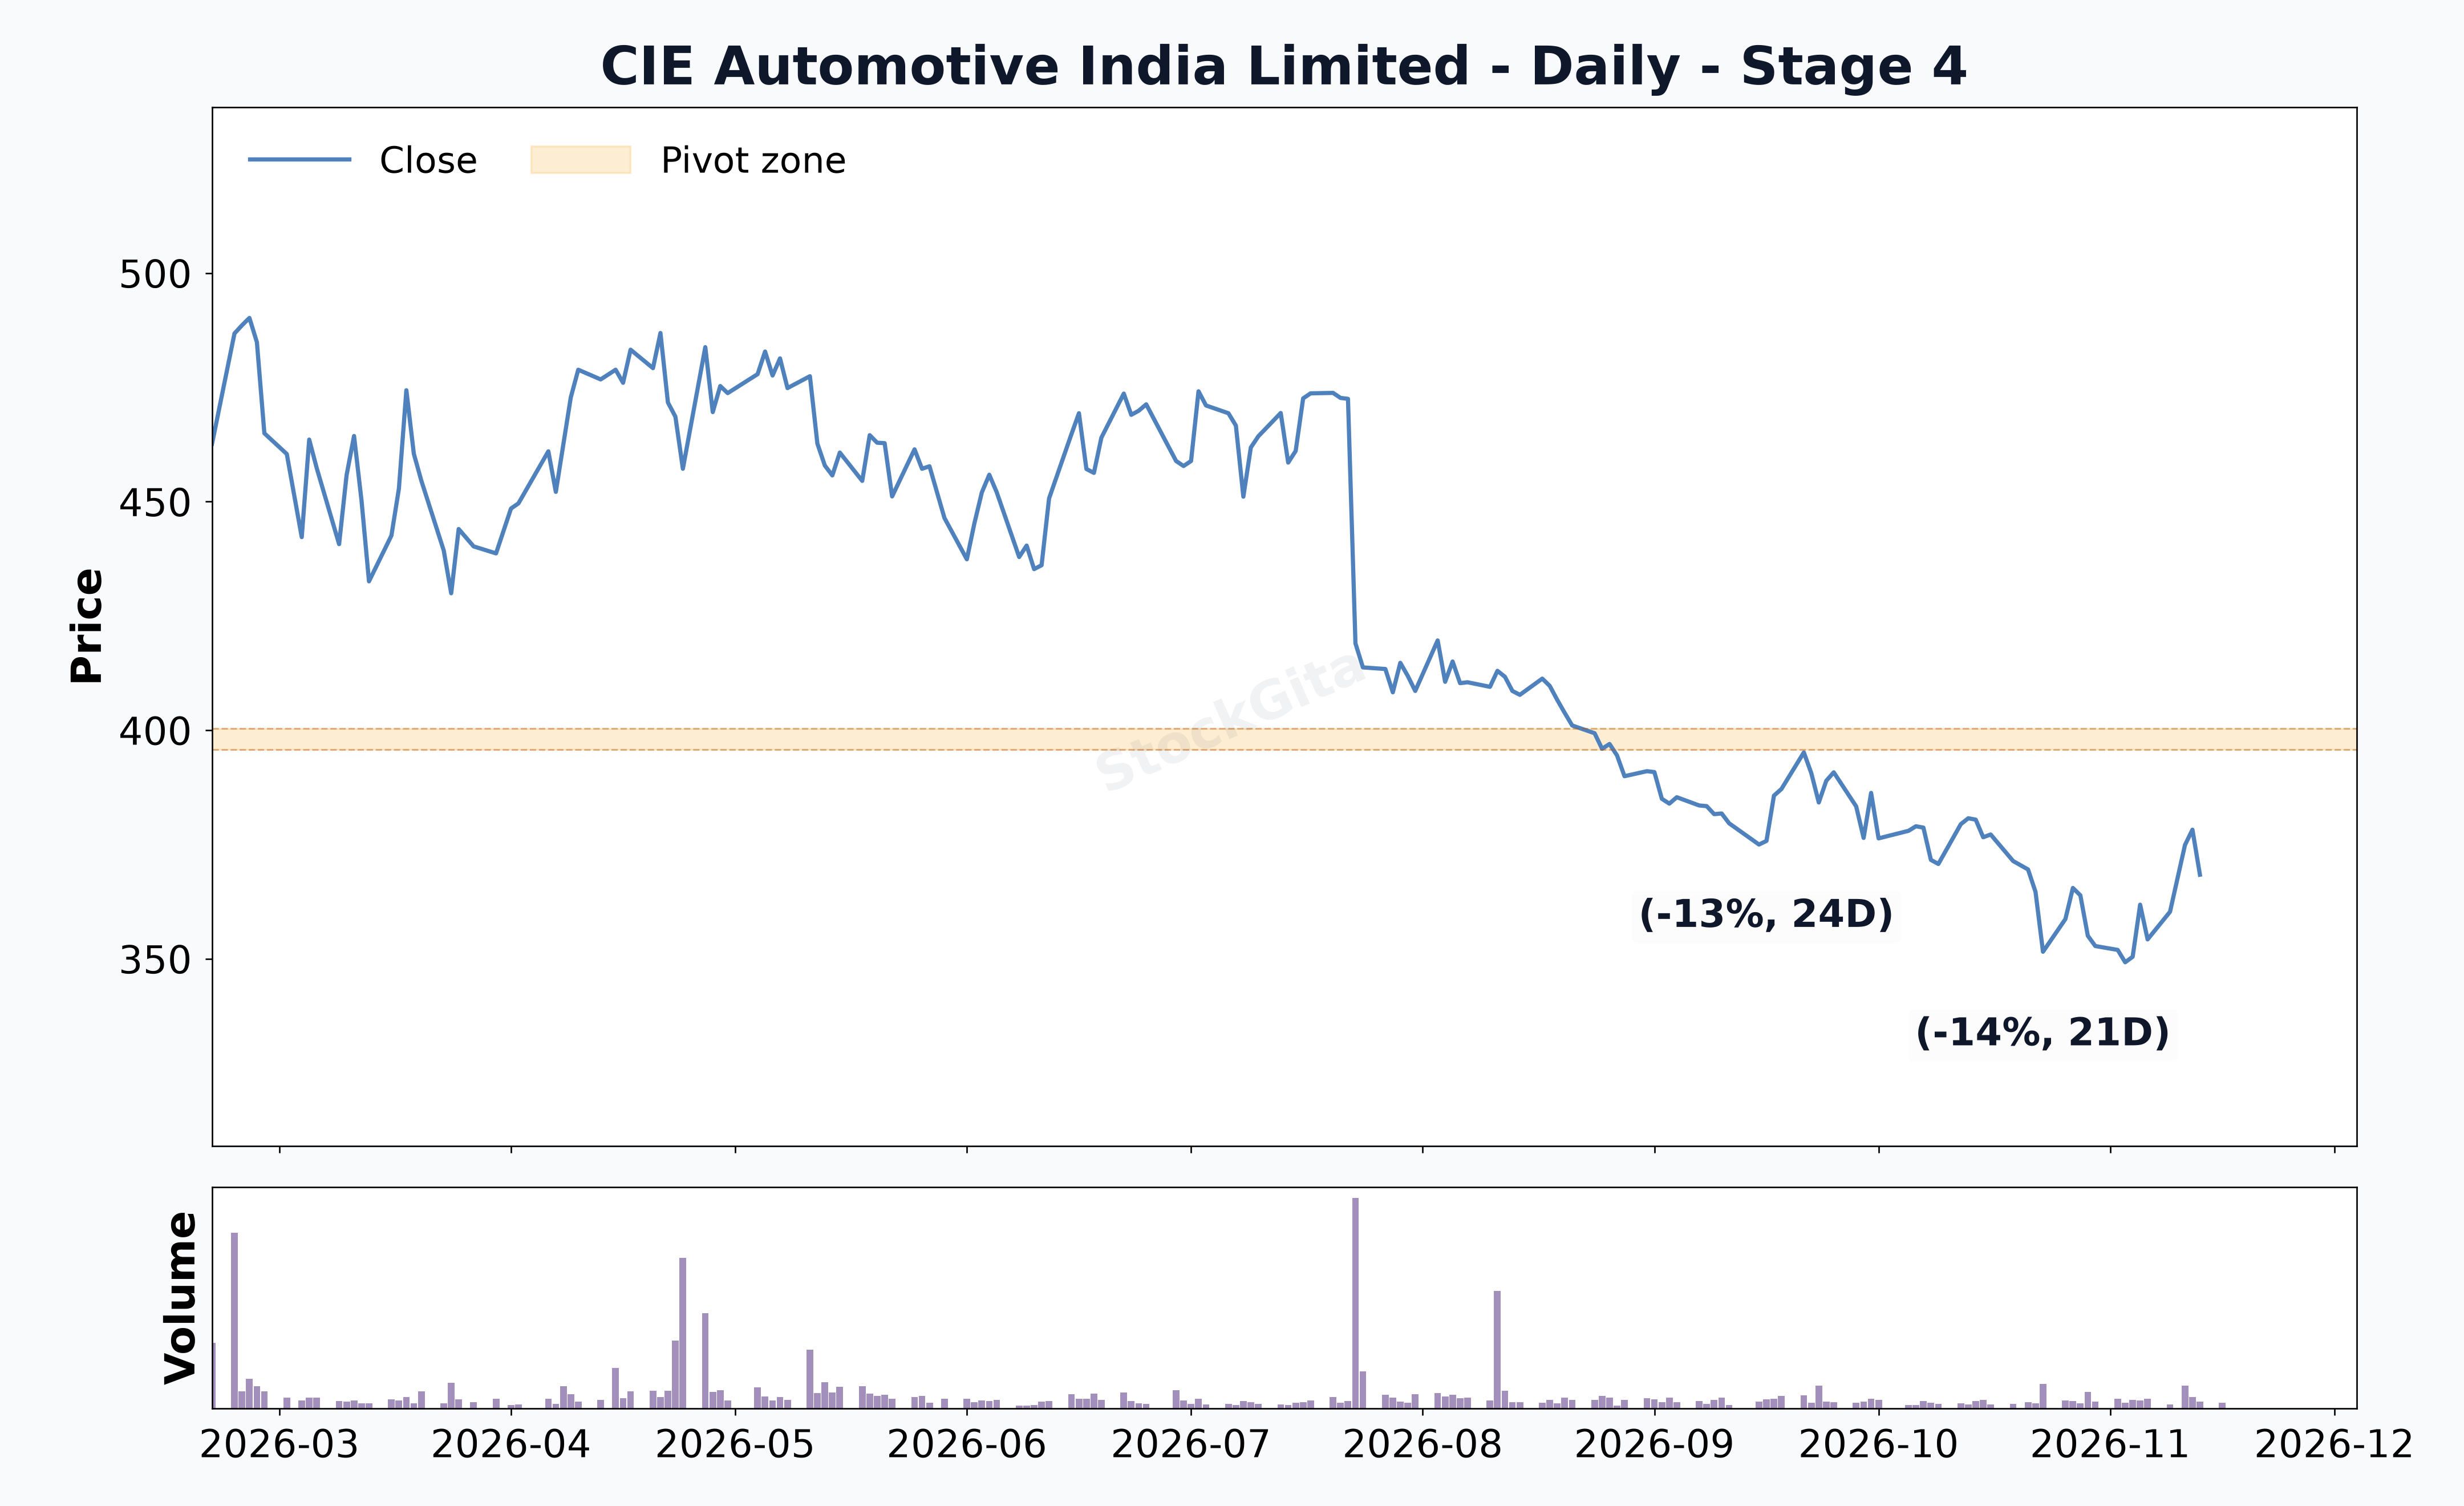 CIE Automotive India Limited - Daily - Stage 4
Close
Pivot zone
500
450
400
350
Price
StockGita
(-13%, 24D)
(-14%, 21D)
Volume
2026-03
2026-04
2026-05
2026-06
2026-07
2026-08
2026-09
2026-10
2026-11
2026-12